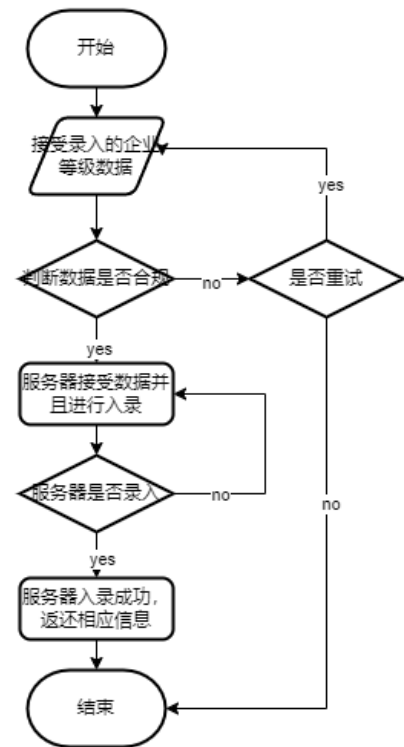 开始
接受录入的企业
等级数据
yes
判断数据是否合规
no
是否重试
yes
服务器接受数据并
且进行入录
服务器是否录入
no
no
yes
服务器入录成功，
返还相应信息
结束